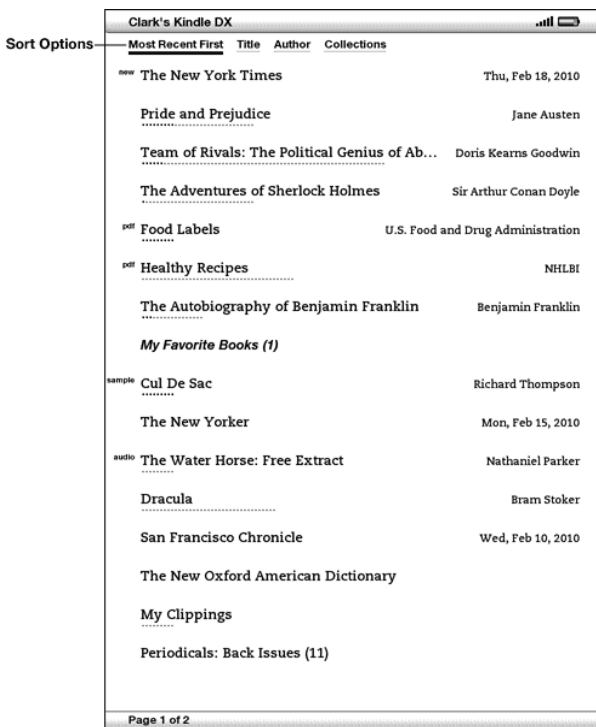 Clark's Kindle DX
Sort Options Most Recent First Title Author Collections
new The New York Times Thu, Feb 18, 2010
Pride and Prejudice Jane Austen
Team of Rivals: The Political Genius of Ab... Doris Kearns Goodwin
The Adventures of Sherlock Holmes Sir Arthur Conan Doyle
pdf Food Labels U.S. Food and Drug Administration
pdf Healthy Recipes NHLBI
The Autobiography of Benjamin Franklin Benjamin Franklin
My Favorite Books (1)
sample Cul De Sac Richard Thompson
The New Yorker Mon, Feb 15, 2010
audio The Water Horse: Free Extract Nathaniel Parker
Dracula Bram Stoker
San Francisco Chronicle Wed, Feb 10, 2010
The New Oxford American Dictionary
My Clippings
Periodicals: Back Issues (11)
Page 1 of 2